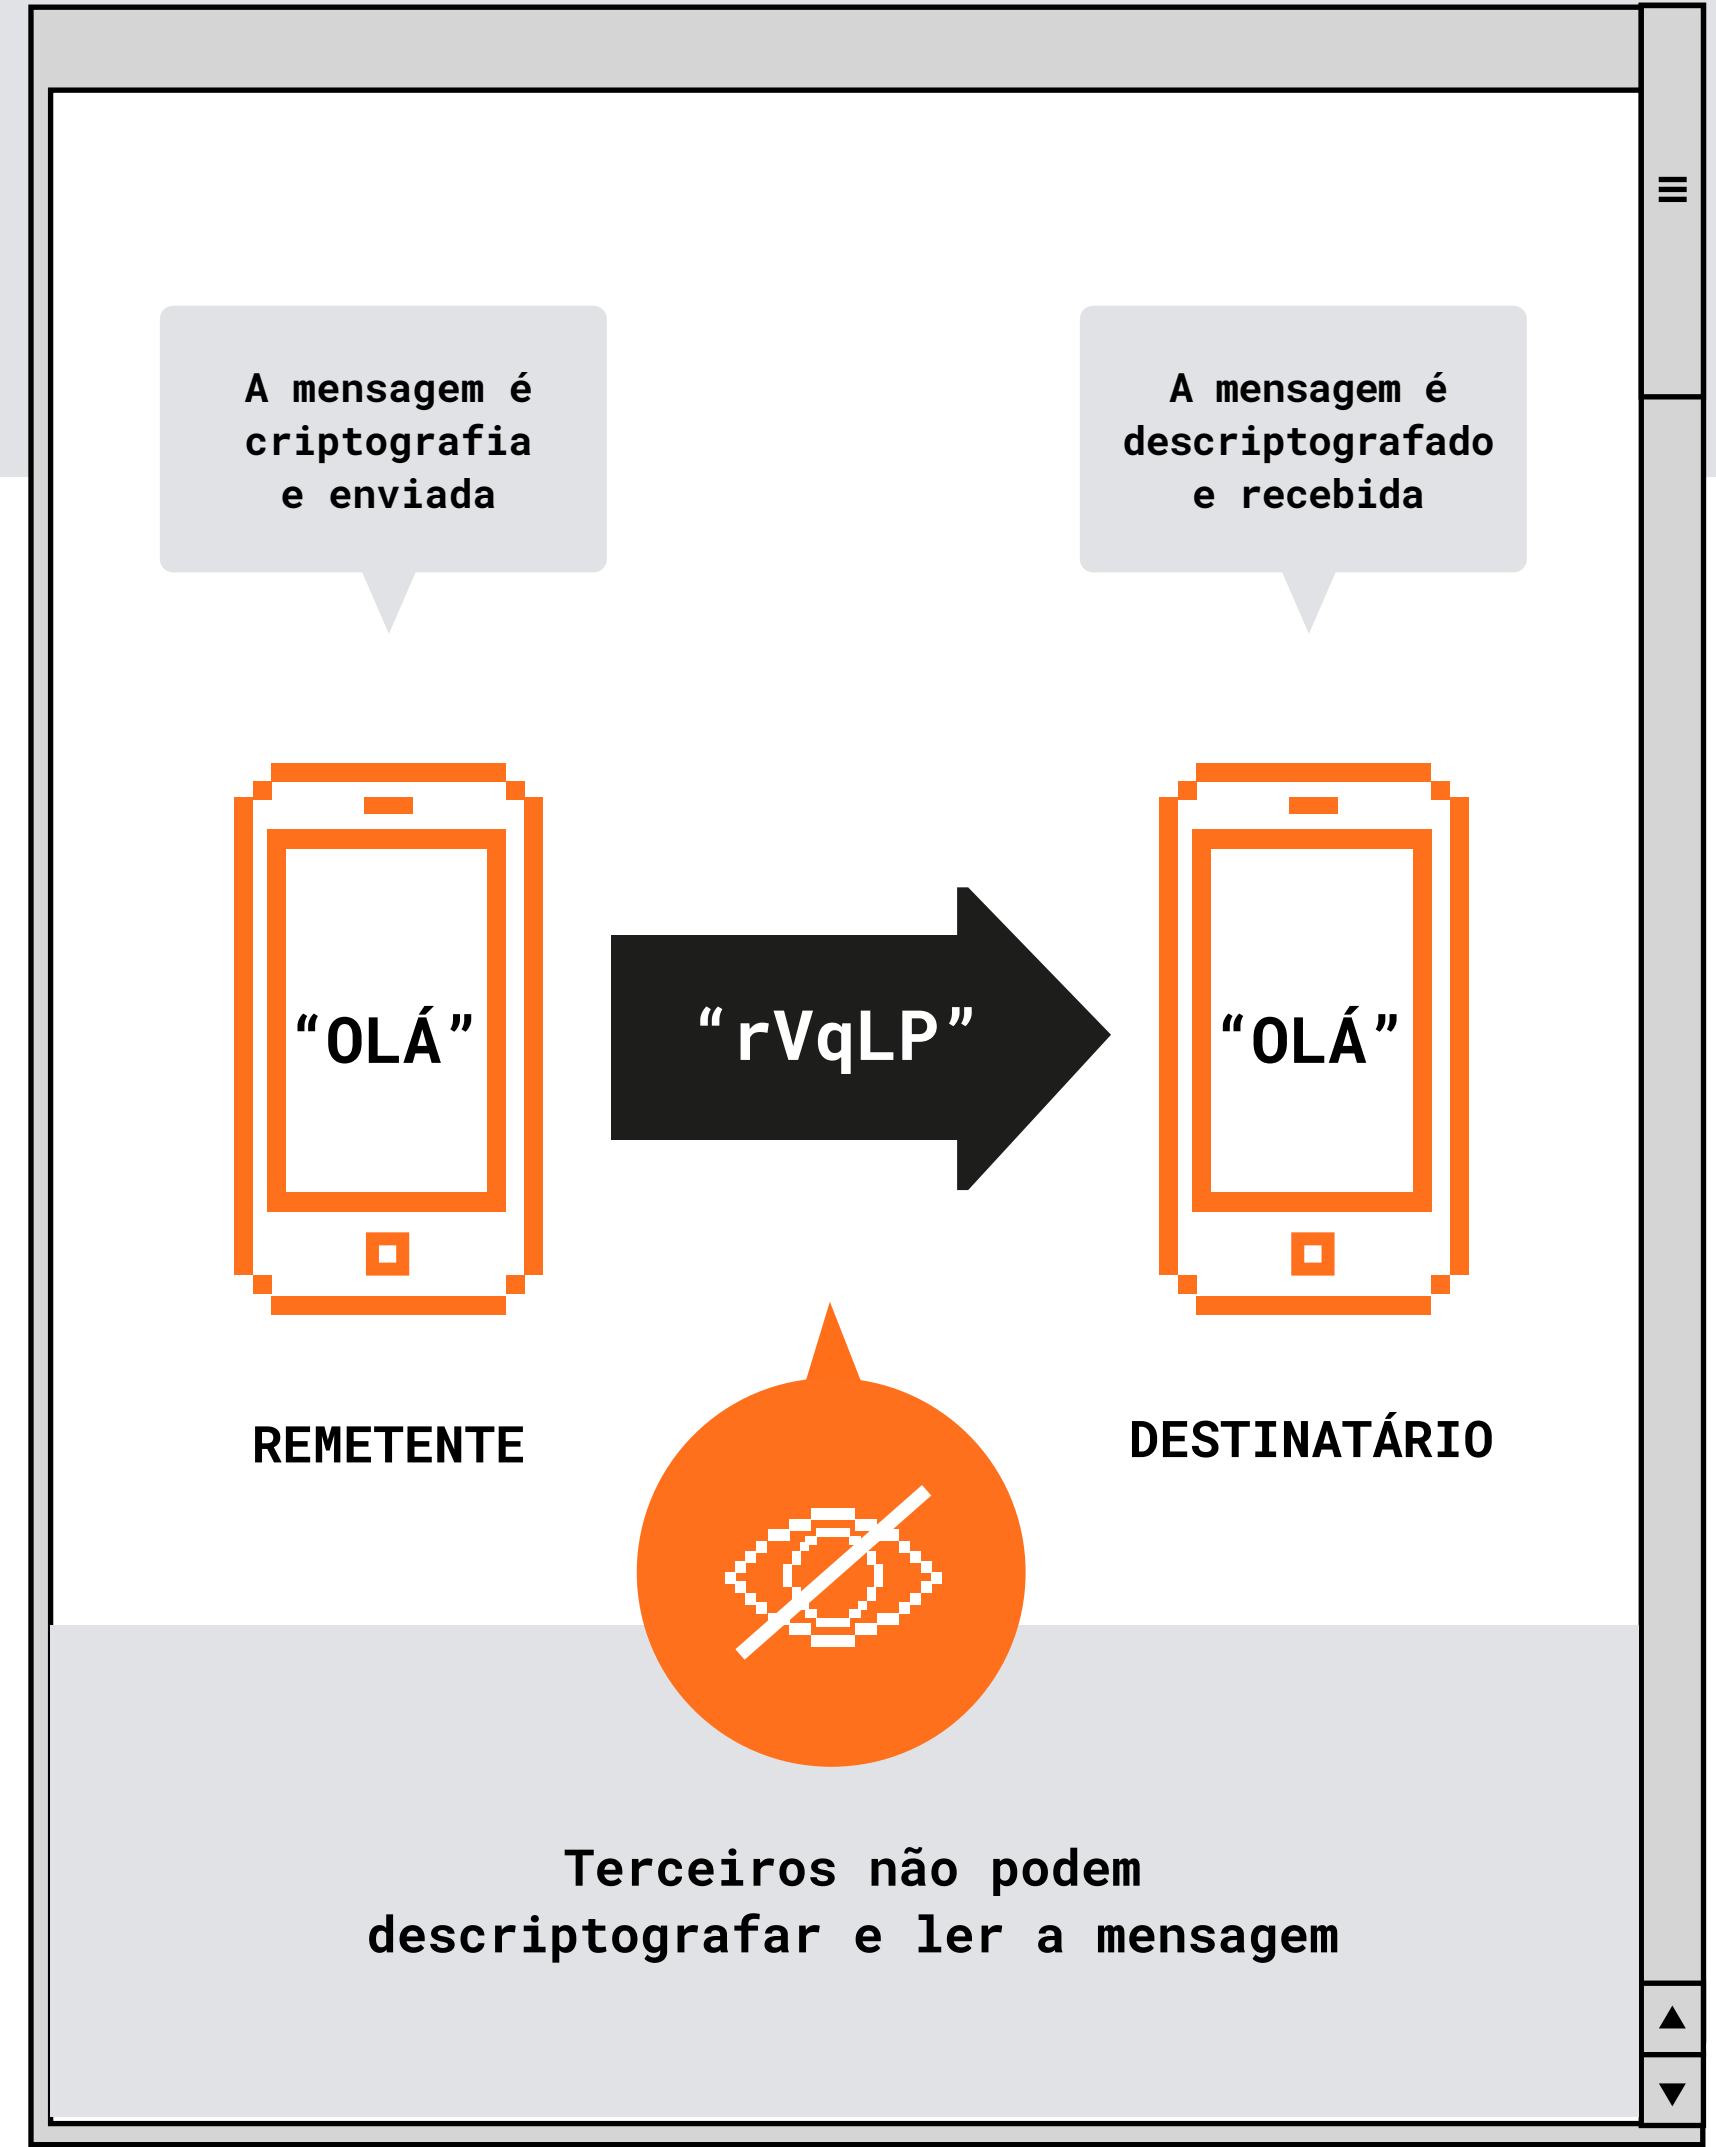 A mensagem é
criptografia
e enviada
A mensagem é
descriptografado
e recebida
“OLÁ”
“rVqLP”
“OLÁ”
REMETENTE
DESTINATÁRIO
Terceiros não podem
descriptografar e ler a mensagem